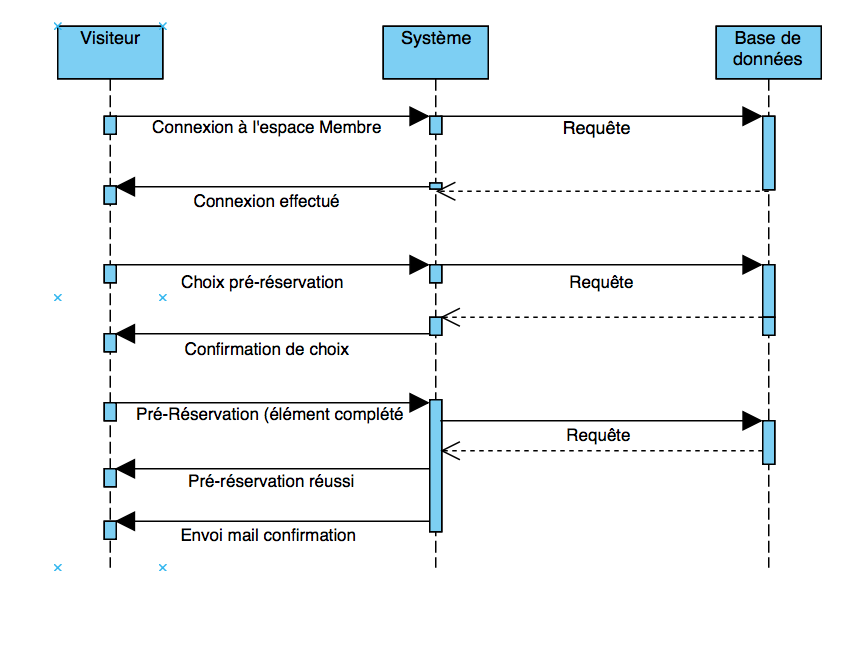 Visiteur
Système
Base de
données
Connexion à l'espace Membre
Requête
Connexion effectué
Choix pré-réservation
Requête
Confirmation de choix
Pré-Réservation (élément complété
Requête
Pré-réservation réussi
Envoi mail confirmation